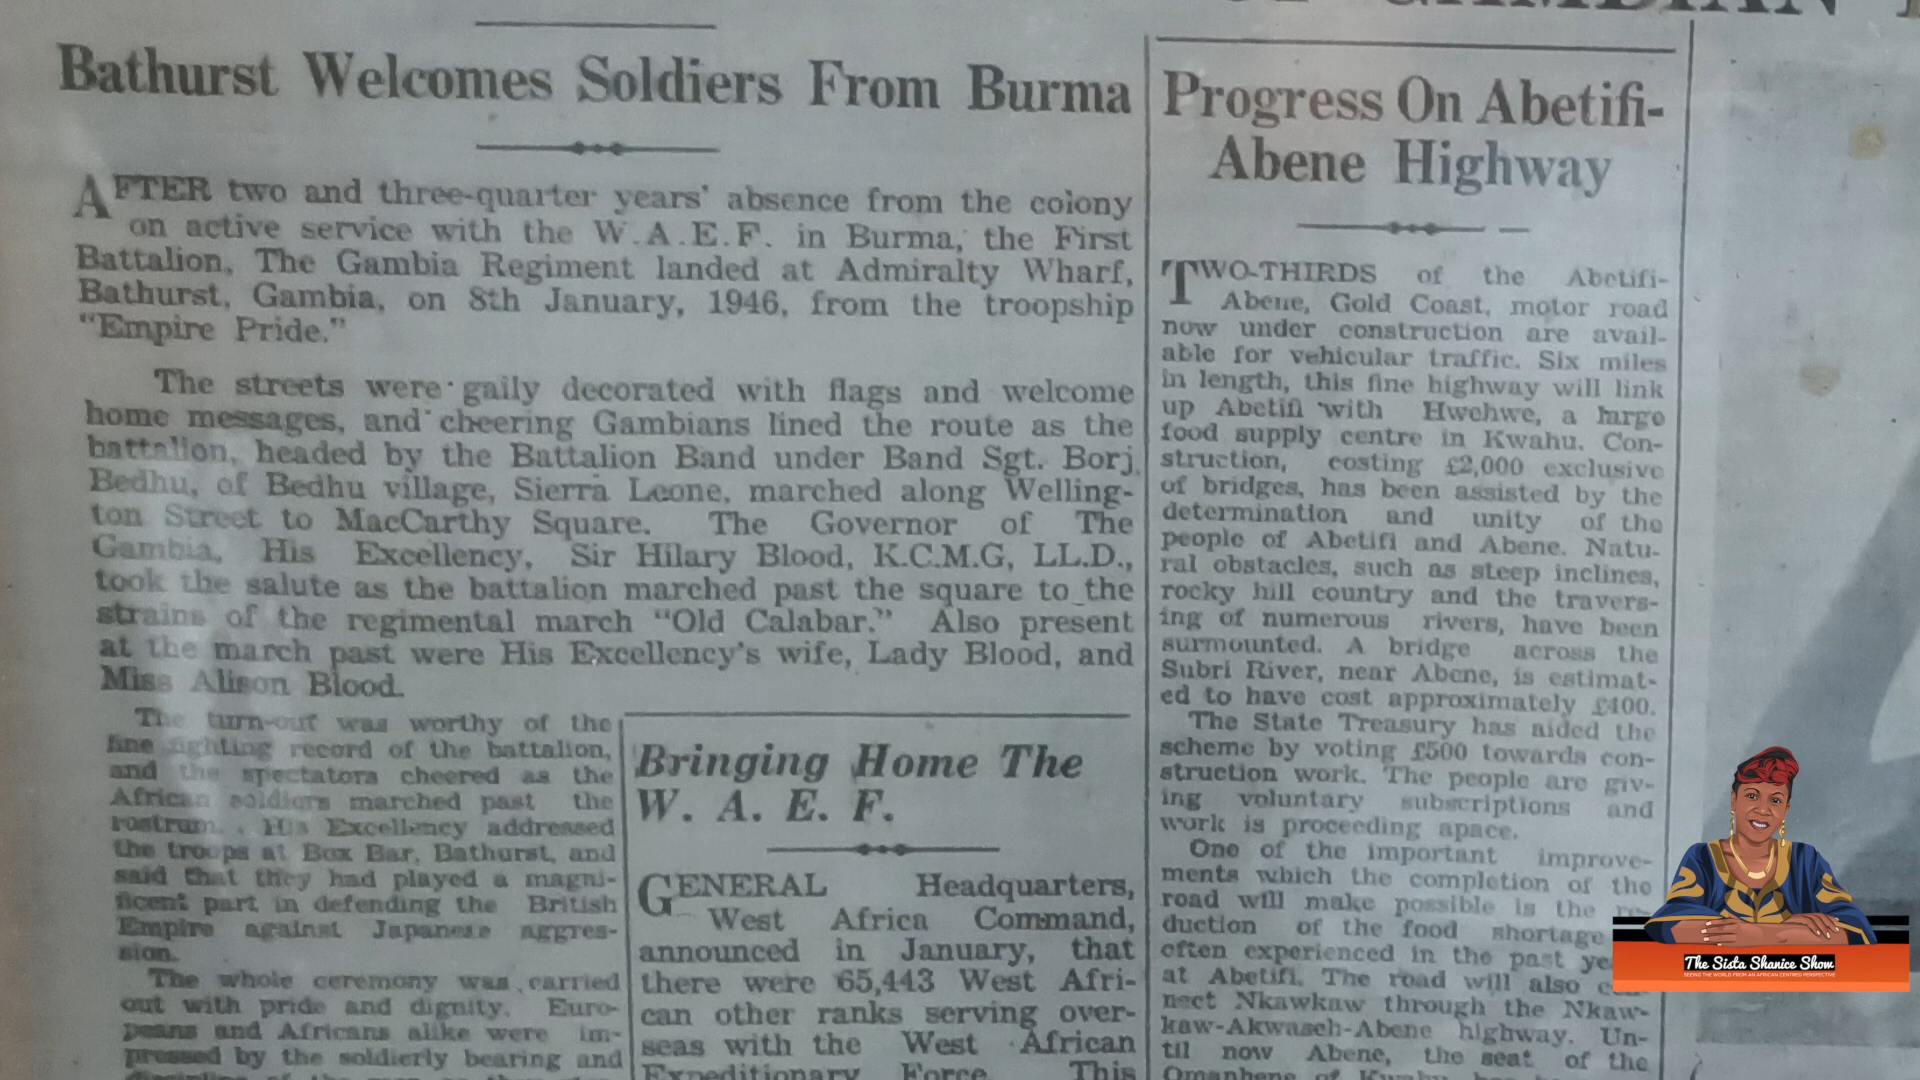 Bathurst Welcomes Soldiers From Burma
AFTER two and three-quarter years' absence from the colony
on active service with the W.A.E.F. in Burma, the First
Battalion, The Gambia Regiment landed at Admiralty Wharf,
Bathurst, Gambia, on 8th January, 1946, from the troopship
"Empire Pride."
The streets were gaily decorated with flags and welcome
home messages, and cheering Gambians lined the route as the
battalion, headed by the Battalion Band under Band Sgt. Borj
Bedhu, of Bedhu village, Sierra Leone, marched along Welling-
ton Street to MacCarthy Square. The Governor of The
Gambia, His Excellency, Sir Hilary Blood, K.C.M.G, LL.D.,
took the salute as the battalion marched past the square to the
strains of the regimental march "Old Calabar." Also present
at the march past were His Excellency's wife, Lady Blood, and
Miss Alison Blood.
The turn-out was worthy of the
fine fighting record of the battalion,
and the spectators cheered as the
African soldiers marched past the
rostrum. His Excellency addressed
the troops at Box Bar, Bathurst, and
said that they had played a magni-
ficent part in defending the British
Empire against Japanese aggres-
sion.
The whole ceremony was carried
out with pride and dignity. Euro-
peans and Africans alike were im-
pressed by the soldierly bearing and
Bringing Home The
W. A. E. F.
GENERAL Headquarters,
West Africa Command,
announced in January, that
there were 65,443 West Afri-
can other ranks serving over-
seas with the West African
Expeditionary Force. This
Progress On Abetifi-
Abene Highway
TWO-THIRDS of the Abetifi-
Abene, Gold Coast, motor road
now under construction are avail-
able for vehicular traffic. Six miles
in length, this fine highway will link
up Abetifi with Hwehwe, a large
food supply centre in Kwahu. Con-
struction, costing £2,000 exclusive
of bridges, has been assisted by the
determination and unity of the
people of Abetifi and Abene. Natu-
ral obstacles, such as steep inclines,
rocky hill country and the travers-
ing of numerous rivers, have been
surmounted. A bridge across the
Subri River, near Abene, is estimat-
ed to have cost approximately £400.
The State Treasury has aided the
scheme by voting £500 towards con-
struction work. The people are giv-
ing voluntary subscriptions and
work is proceeding apace.
One of the important improve-
ments which the completion of the
road will make possible is the re-
duction of the food shortage
often experienced in the past
at Abetifi. The road will also
nect Nkawkaw through the Nkaw-
kaw-Akwaseh-Abene highway. Un-
til now Abene, the seat of the
Omanhene of Kwahu
The Sista Shanice Show
SEEING THE WORLD FROM AN AFRICAN CENTRED PERSPECTIVE